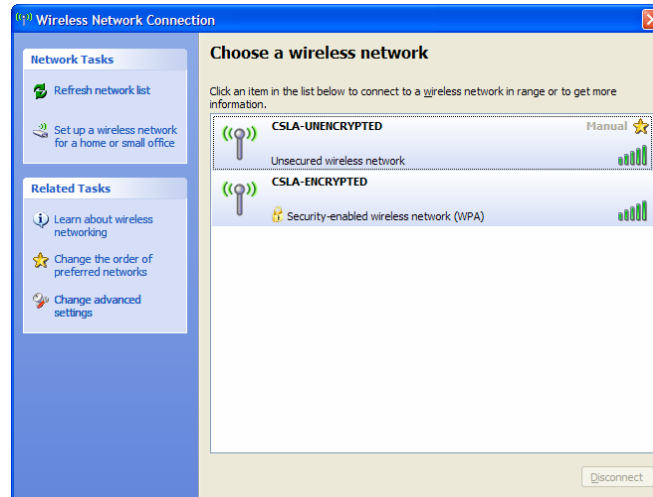 Wireless Network Connection
Network Tasks
Refresh network list
Set up a wireless network
for a home or small office
Related Tasks
Learn about wireless
networking
Change the order of
preferred networks
Change advanced
settings
Choose a wireless network
Click an item in the list below to connect to a wireless network in range or to get more
information.
CSLA-UNENCRYPTED Manual
Unsecured wireless network
CSLA-ENCRYPTED
Security-enabled wireless network (WPA)
Disconnect